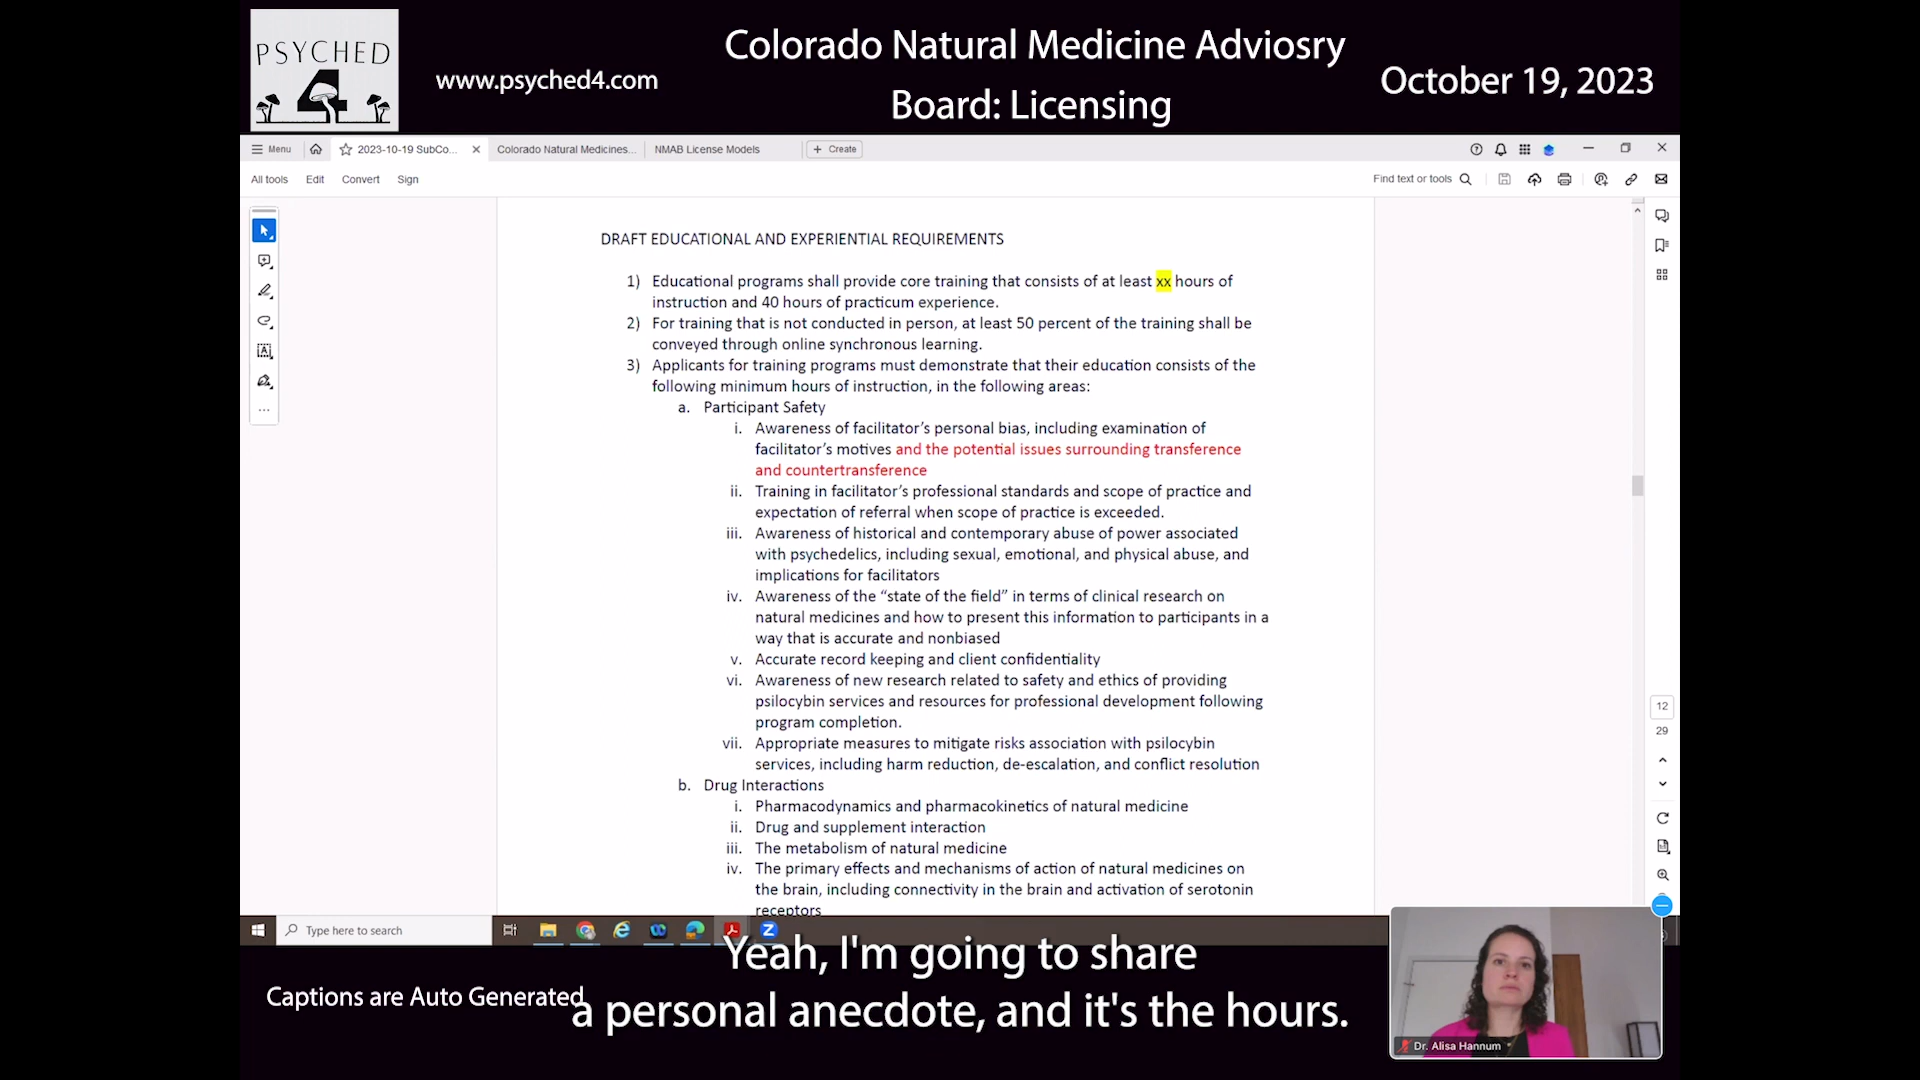 PSYCHED
4
www.psyched4.com
Colorado Natural Medicine Adviosry
Board: Licensing
October 19, 2023
Menu
2023-10-19 SubCo...
Colorado Natural Medicines...
NMAB License Models
+ Create
All tools
Edit
Convert
Sign
Find text or tools
DRAFT EDUCATIONAL AND EXPERIENTIAL REQUIREMENTS
1) Educational programs shall provide core training that consists of at least xx hours of
instruction and 40 hours of practicum experience.
2) For training that is not conducted in person, at least 50 percent of the training shall be
conveyed through online synchronous learning.
3) Applicants for training programs must demonstrate that their education consists of the
following minimum hours of instruction, in the following areas:
a. Participant Safety
i. Awareness of facilitator’s personal bias, including examination of
facilitator’s motives and the potential issues surrounding transference
and countertransference
ii. Training in facilitator’s professional standards and scope of practice and
expectation of referral when scope of practice is exceeded.
iii. Awareness of historical and contemporary abuse of power associated
with psychedelics, including sexual, emotional, and physical abuse, and
implications for facilitators
iv. Awareness of the “state of the field” in terms of clinical research on
natural medicines and how to present this information to participants in a
way that is accurate and nonbiased
v. Accurate record keeping and client confidentiality
vi. Awareness of new research related to safety and ethics of providing
psilocybin services and resources for professional development following
program completion.
vii. Appropriate measures to mitigate risks association with psilocybin
services, including harm reduction, de-escalation, and conflict resolution
b. Drug Interactions
i. Pharmacodynamics and pharmacokinetics of natural medicine
ii. Drug and supplement interaction
iii. The metabolism of natural medicine
iv. The primary effects and mechanisms of action of natural medicines on
the brain, including connectivity in the brain and activation of serotonin
receptors
12
29
Type here to search
Yeah, I'm going to share
a personal anecdote, and it's the hours.
Captions are Auto Generated
Dr. Alisa Hannum